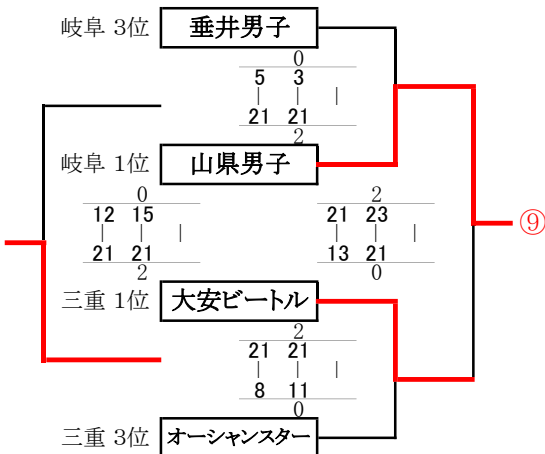 岐阜 3位 垂井男子
0
5 3
| | |
21 21
2
岐阜 1位 山県男子
0 2
12 15 21 23
| | | | | |
21 21 13 21
2 0
⑨
三重 1位 大安ビートル
2
21 21
| | |
8 11
0
三重 3位 オーシャンスター